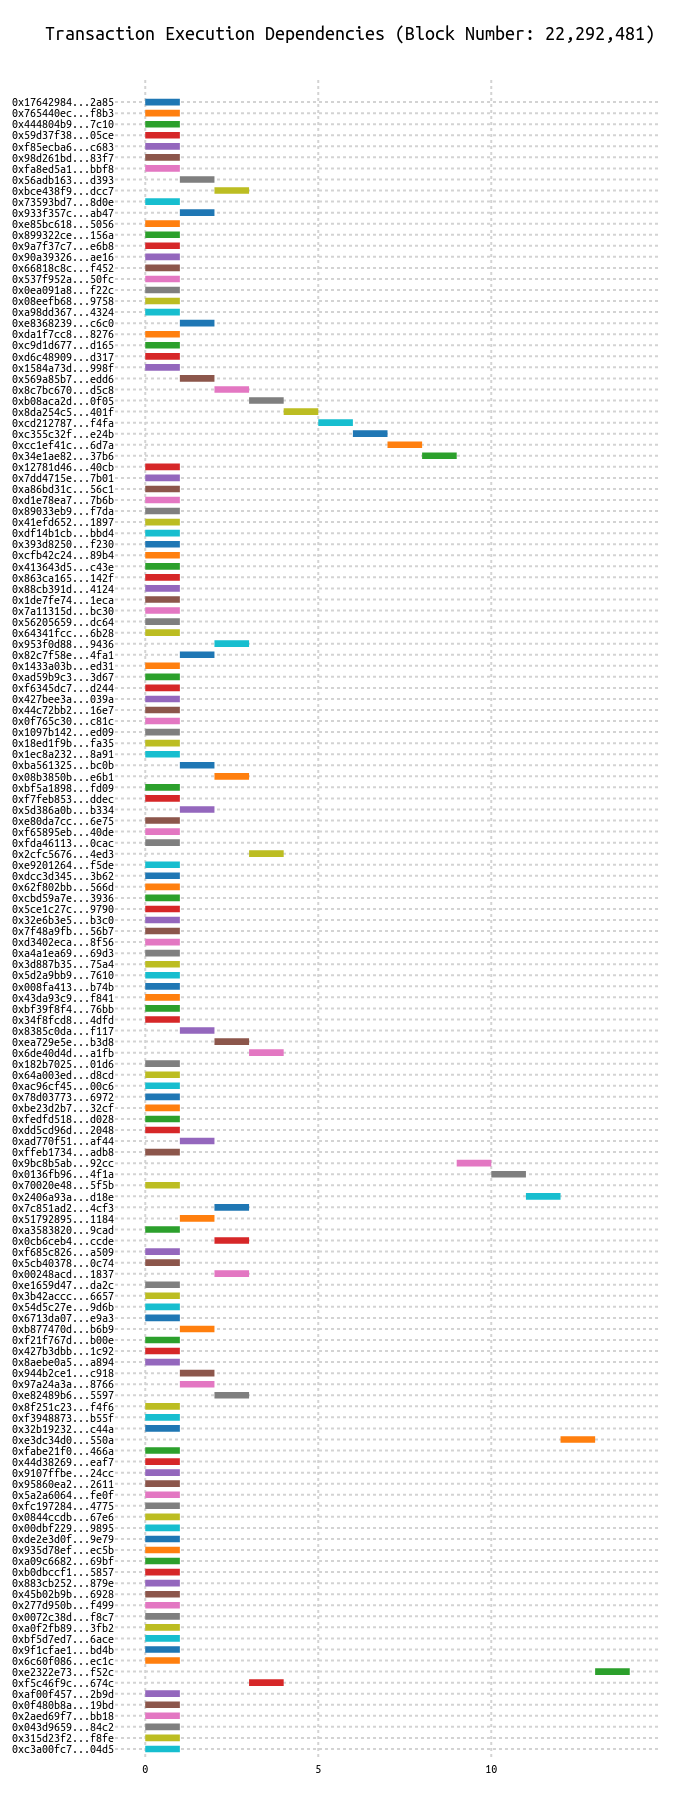 Transaction Execution Dependencies (Block Number: 22,292,481)
0x17642984...2a85
0x765440ec...f8b3
0x444804b9...7c10
0x59d37f38...05ce
0xf85ecba6...c683
0x98d261bd...83f7
0xfa8ed5a1...bbf8
0x56adb163...d393
0xbce438f9...dcc7
0x73593bd7...8d0e
0x933f357c...ab47
0xe85bc618...5056
0x899322ce...156a
0x9a7f37c7...e6b8
0x90a39326...ae16
0x66818c8c...f452
0x537f952a...50fc
0x0ea091a8...f22c
0x08eefb68...9758
0xa98dd367...4324
0xe8368239...c6c0
0xda1f7cc8...8276
0xc9d1d677...d165
0xd6c48909...d317
0x1584a73d...998f
0x569a85b7...edd6
0x8c7bc670...d5c8
0xb08aca2d...0f05
0x8da254c5...401f
0xcd212787...f4fa
0xc355c32f...e24b
0xcc1ef41c...6d7a
0x34e1ae82...37b6
0x12781d46...40cb
0x7dd4715e...7b01
0xa86bd31c...56c1
0xd1e78ea7...7b6b
0x89033eb9...f7da
0x41efd652...1897
0xdf14b1cb...bbd4
0x393d8250...f230
0xcfb42c24...89b4
0x413643d5...c43e
0x863ca165...142f
0x88cb391d...4124
0x1de7fe74...1eca
0x7a11315d...bc30
0x56205659...dc64
0x64341fcc...6b28
0x953f0d88...9436
0x82c7f58e...4fa1
0x1433a03b...ed31
0xad59b9c3...3d67
0xf6345dc7...d244
0x427bee3a...039a
0x44c72bb2...16e7
0x0f765c30...c81c
0x1097b142...ed09
0x18ed1f9b...fa35
0x1ec8a232...8a91
0xba561325...bc0b
0x08b3850b...e6b1
0xbf5a1898...fd09
0xf7feb853...ddec
0x5d386a0b...b334
0xe80da7cc...6e75
0xf65895eb...40de
0xfda46113...0cac
0x2cfc5676...4ed3
0xe9201264...f5de
0xdcc3d345...3b62
0x62f802bb...566d
0xcbd59a7e...3936
0x5ce1c27c...9790
0x32e6b3e5...b3c0
0x7f48a9fb...56b7
0xd3402eca...8f56
0xa4a1ea69...69d3
0x3d887b35...75a4
0x5d2a9bb9...7610
0x008fa413...b74b
0x43da93c9...f841
0xbf39f8f4...76bb
0x34f8fcd8...4dfd
0x8385c0da...f117
0xea729e5e...b3d8
0x6de40d4d...a1fb
0x182b7025...01d6
0x64a003ed...d8cd
0xac96cf45...00c6
0x78d03773...6972
0xbe23d2b7...32cf
0xfedfd518...d028
0xdd5cd96d...2048
0xad770f51...af44
0xffeb1734...adb8
0x9bc8b5ab...92cc
0x0136fb96...4f1a
0x70020e48...5f5b
0x2406a93a...d18e
0x7c851ad2...4cf3
0x51792895...1184
0xa3583820...9cad
0x0cb6ceb4...ccde
0xf685c826...a509
0x5cb40378...0c74
0x00248acd...1837
0xe1659d47...da2c
0x3b42accc...6657
0x54d5c27e...9d6b
0x6713da07...e9a3
0xb877470d...b6b9
0xf21f767d...b00e
0x427b3dbb...1c92
0x8aebe0a5...a894
0x944b2ce1...c918
0x97a24a3a...8766
0xe82489b6...5597
0x8f251c23...f4f6
0xf3948873...b55f
0x32b19232...c44a
0xe3dc34d0...550a
0xfabe21f0...466a
0x44d38269...eaf7
0x9107ffbe...24cc
0x95860ea2...2611
0x5a2a6064...fe0f
0xfc197284...4775
0x0844ccdb...67e6
0x00dbf229...9895
0xde2e3d0f...9e79
0x935d78ef...ec5b
0xa09c6682...69bf
0xb0dbccf1...5857
0x883cb252...879e
0x45b02b9b...6928
0x277d950b...f499
0x0072c38d...f8c7
0xa0f2fb89...3fb2
0xbf5d7ed7...6ace
0x9f1cfae1...bd4b
0x6c60f086...ec1c
0xe2322e73...f52c
0xf5c46f9c...674c
0xaf00f457...2b9d
0x0f480b8a...19bd
0x2aed69f7...bb18
0x043d9659...84c2
0x315d23f2...f8fe
0xc3a00fc7...04d5
0 5 10